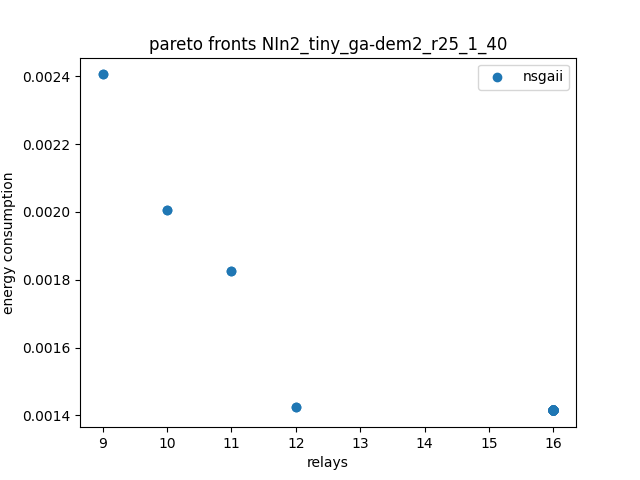 pareto fronts NIn2_tiny_ga-dem2_r25_1_40
nsgaii
0.0024
0.0022
0.0020
0.0018
0.0016
0.0014
energy consumption
9 10 11 12 13 14 15 16
relays